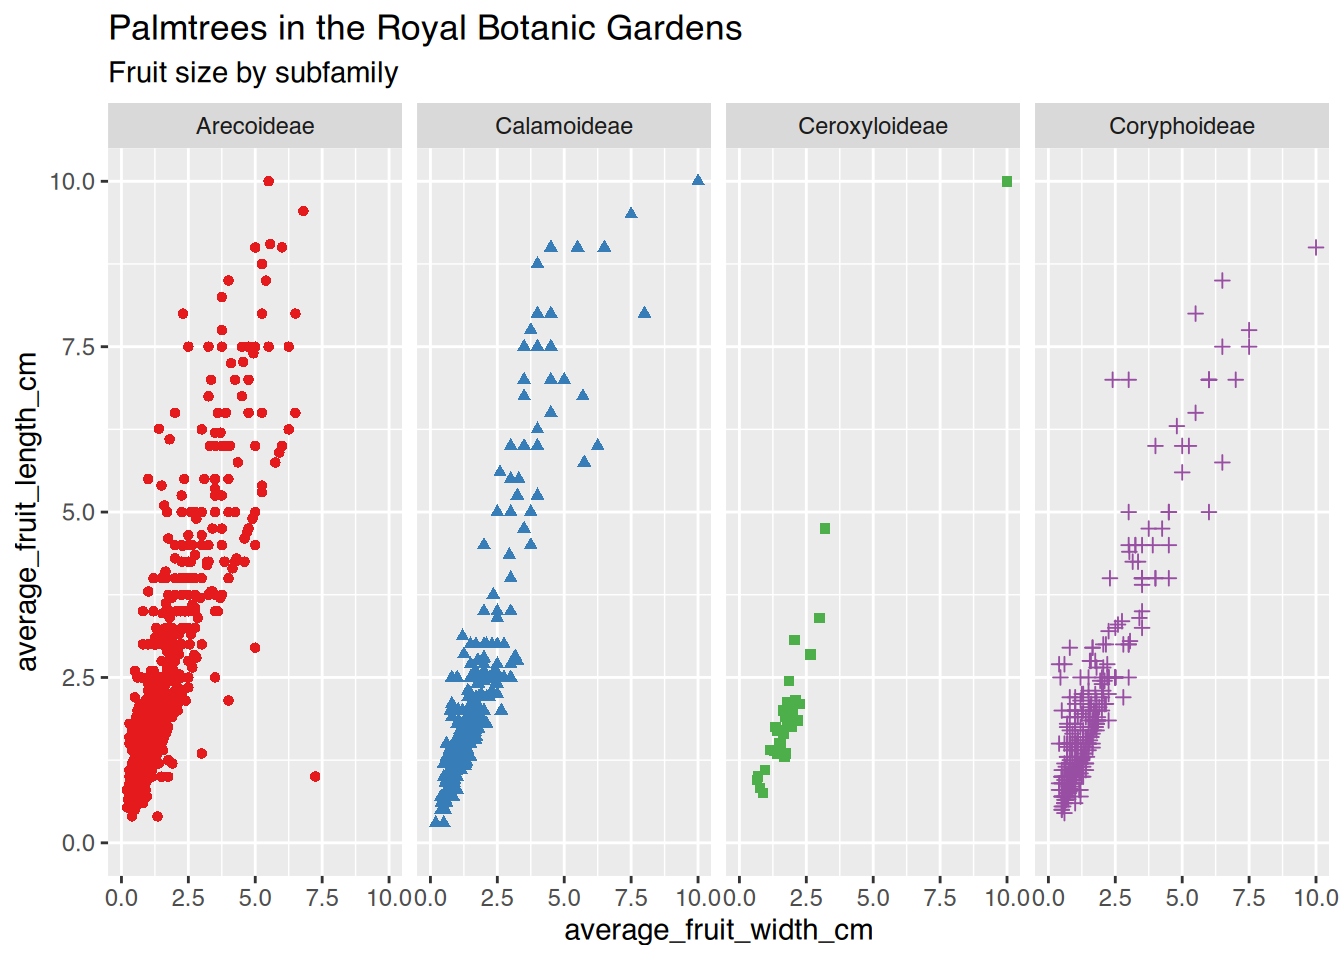 Palmtrees in the Royal Botanic Gardens
Fruit size by subfamily
Arecoideae
Calamoideae
Ceroxyloideae
Coryphoideae
average_fruit_length_cm
10.0
7.5
5.0
2.5
0.0
0.0 2.5 5.0 7.5 10.0
0.0 2.5 5.0 7.5 10.0
0.0 2.5 5.0 7.5 10.0
0.0 2.5 5.0 7.5 10.0
average_fruit_width_cm